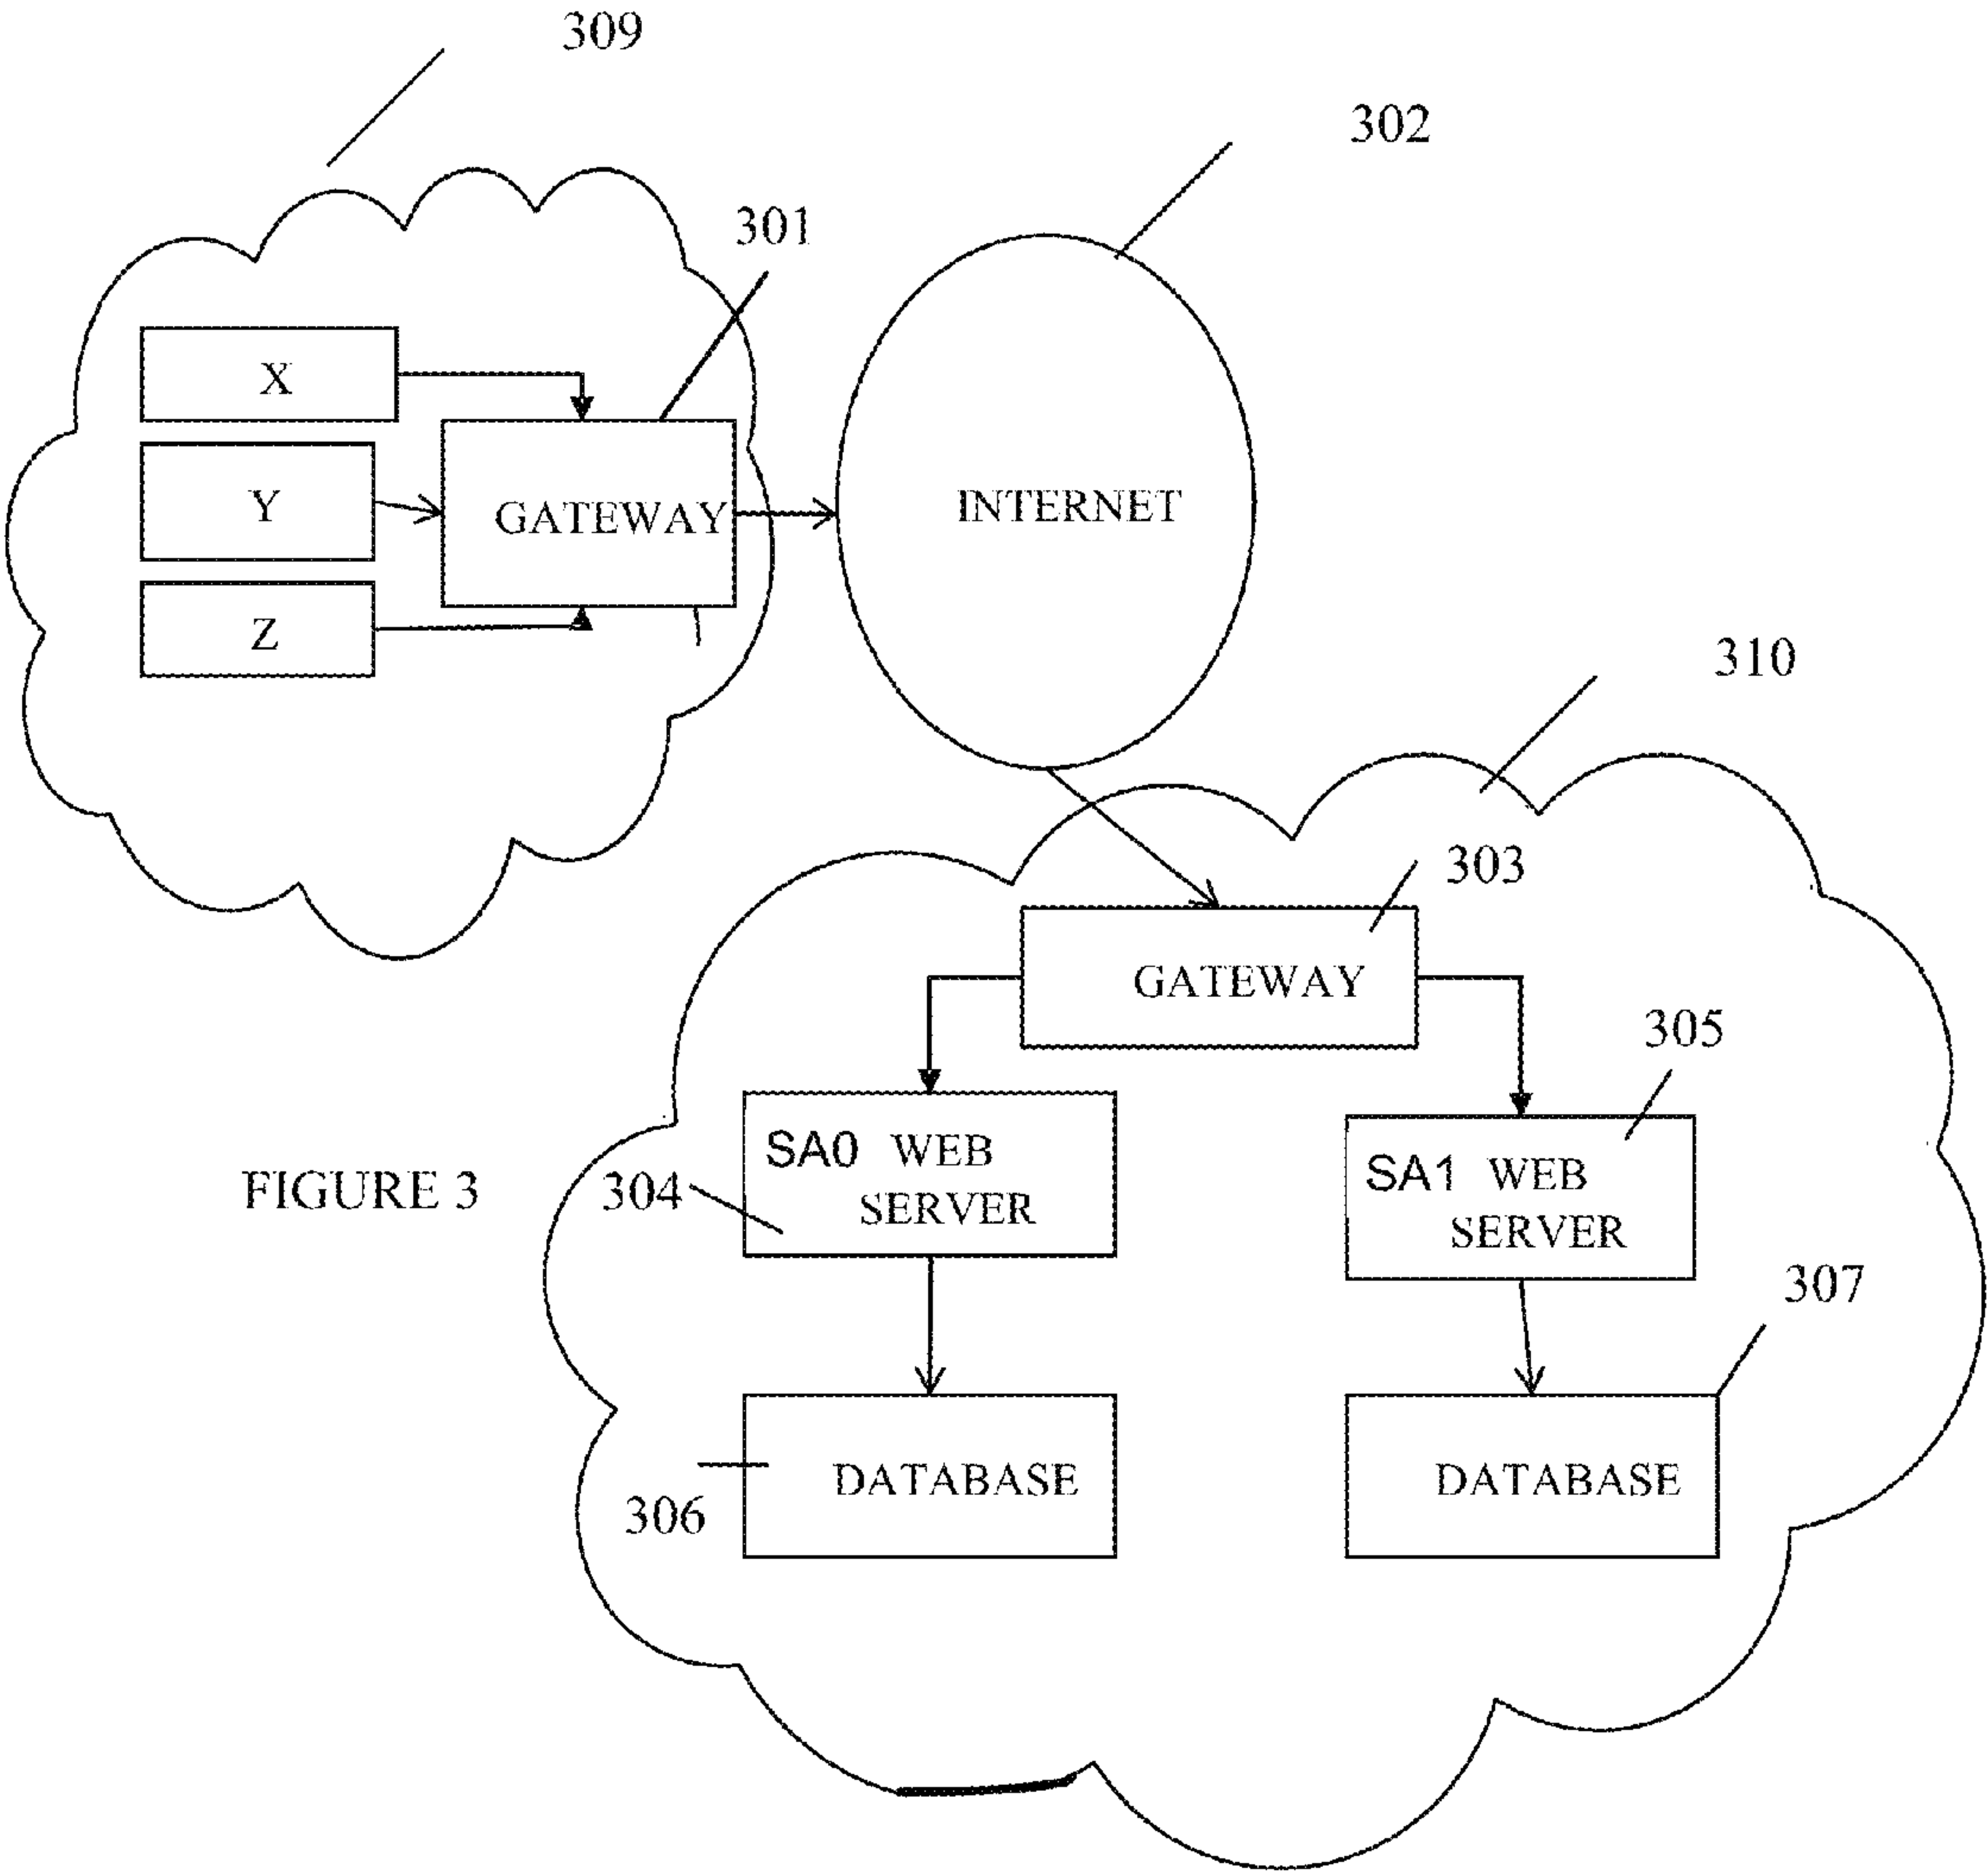 309
302
301
X
Y
GATEWAY
INTERNET
Z
310
303
GATEWAY
305
SA0 WEB
SERVER
SA1 WEB
SERVER
FIGURE 3
304
307
DATABASE
DATABASE
306